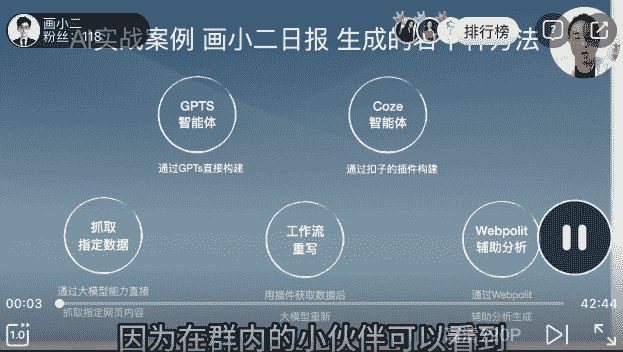 画小二
粉丝：118
AI实战案例 画小二日报 生成的
排行榜
7
GPTS
智能体
Coze
智能体
通过GPTs直接构建
通过扣子的插件构建
抓取
指定数据
工作流
重写
Webpolit
辅助分析
通过大模型能力直接
抓取指定网页内容
用插件获取数据后
大模型重新
通过Webpolit
辅助分析生成
00:03
42:44
1.0
因为在群内的小伙伴可以看到